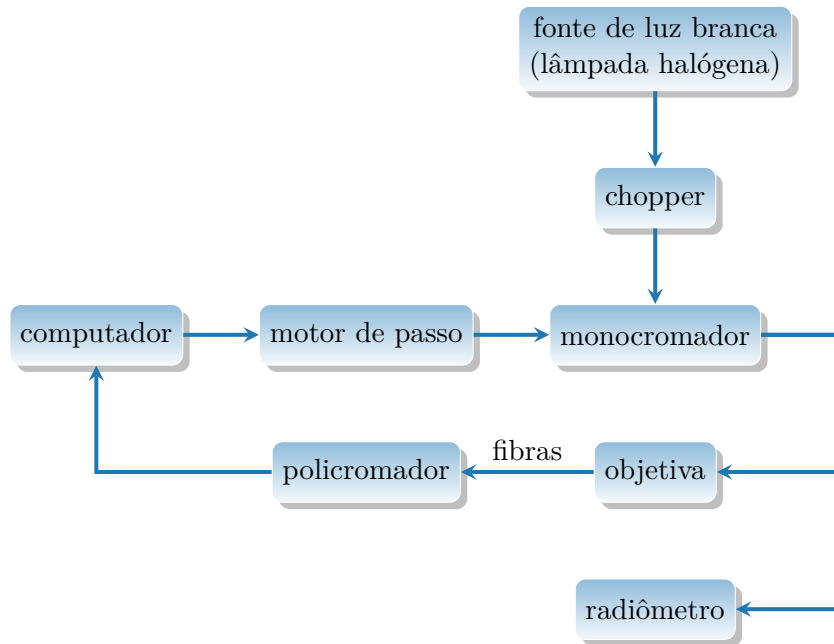 fonte de luz branca
(lâmpada halógena)
chopper
computador
motor de passo
monocromador
fibras
policromador
objetiva
radiômetro